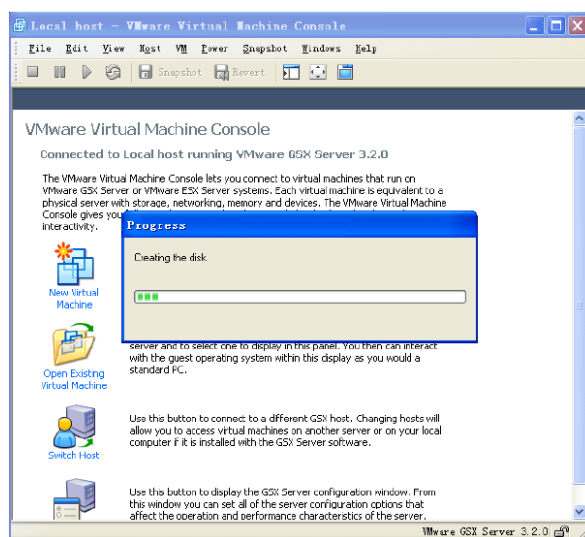 Local host - VMware Virtual Machine Console
File Edit View Host VM Power Snapshot Windows Help
Snapshot Revert
VMware Virtual Machine Console
Connected to Local host running VMware GSX Server 3.2.0
The VMware Virtual Machine Console lets you connect to virtual machines that run on
VMware GSX Server or VMware ESX Server systems. Each virtual machine is equivalent to a
physical server with storage, networking, memory and devices. The VMware Virtual Machine
Console gives you
interactivity.
Progress
Creating the disk
New Virtual
Machine
server and to select one to display in this panel. You then can interact
with the guest operating system within this display as you would a
standard PC.
Open Existing
Virtual Machine
Use this button to connect to a different GSX host. Changing hosts will
allow you to access virtual machines on another server or on your local
computer if it is installed with the GSX Server software.
Switch Host
Use this button to display the GSX Server configuration window. From
this window you can set all of the server configuration options that
affect the operation and performance characteristics of the server.
VMware GSX Server 3.2.0